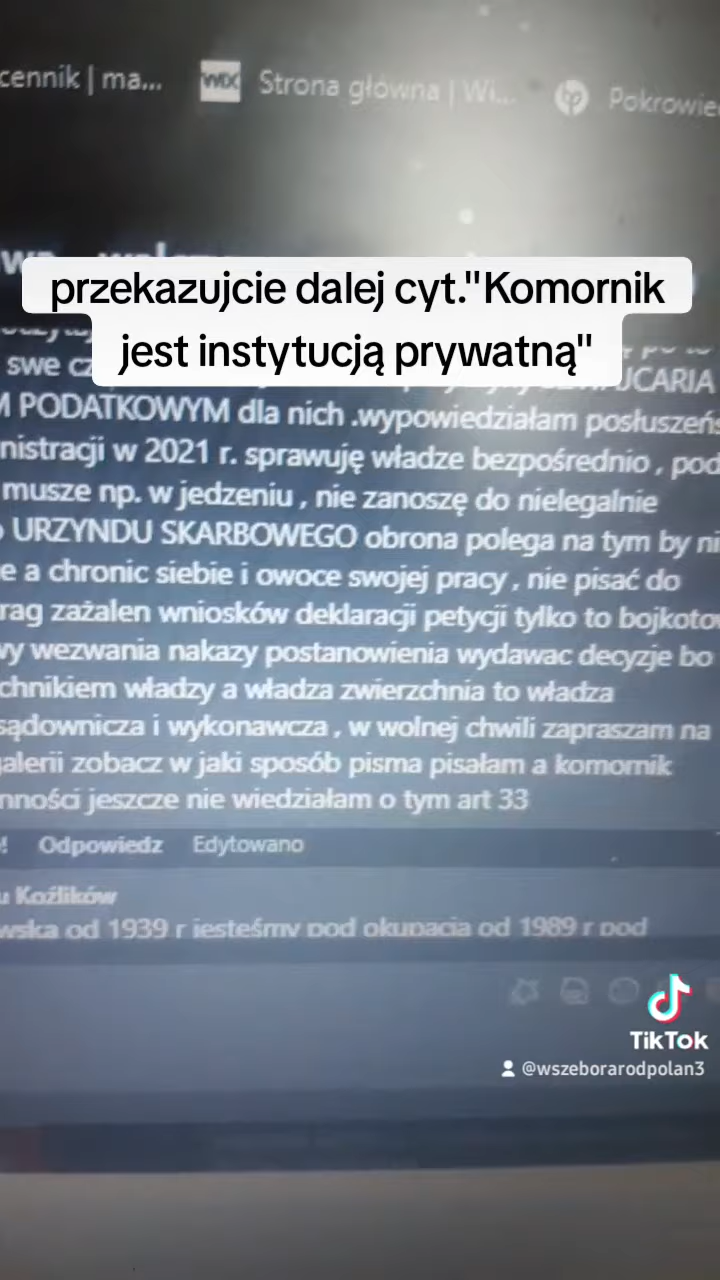 cennik | ma...
WIX Strona główna | Wi...
Pokrowie
przekazujcie dalej cyt."Komornik
jest instytucją prywatną"
swe
UCARIA
M PODATKOWYM dla nich .wypowiedziałam posłuszeńs
nistracji w 2021 r. sprawuję władze bezpośrednio , pod
musze np. w jedzeniu , nie zanoszę do nielegalnie
URZYNDU SKARBOWEGO obrona polega na tym by ni
e a chronic siebie i owoce swojej pracy , nie pisać do
rag zażalen wniosków deklaracji petycji tylko to bojkoto
wy wezwania nakazy postanowienia wydawac decyzje bo
chnikiem władzy a władza zwierzchnia to władza
sądownicza i wykonawcza , w wolnej chwili zapraszam na
galerii zobacz w jaki sposób pisma pisałam a komornik
nności jeszcze nie wiedziałam o tym art 33
! Odpowiedz Edytowano
u Koźlików
wska od 1939 r jesteśmy pod okupacja od 1989 r pod
TikTok
@wszeborarodpolan3